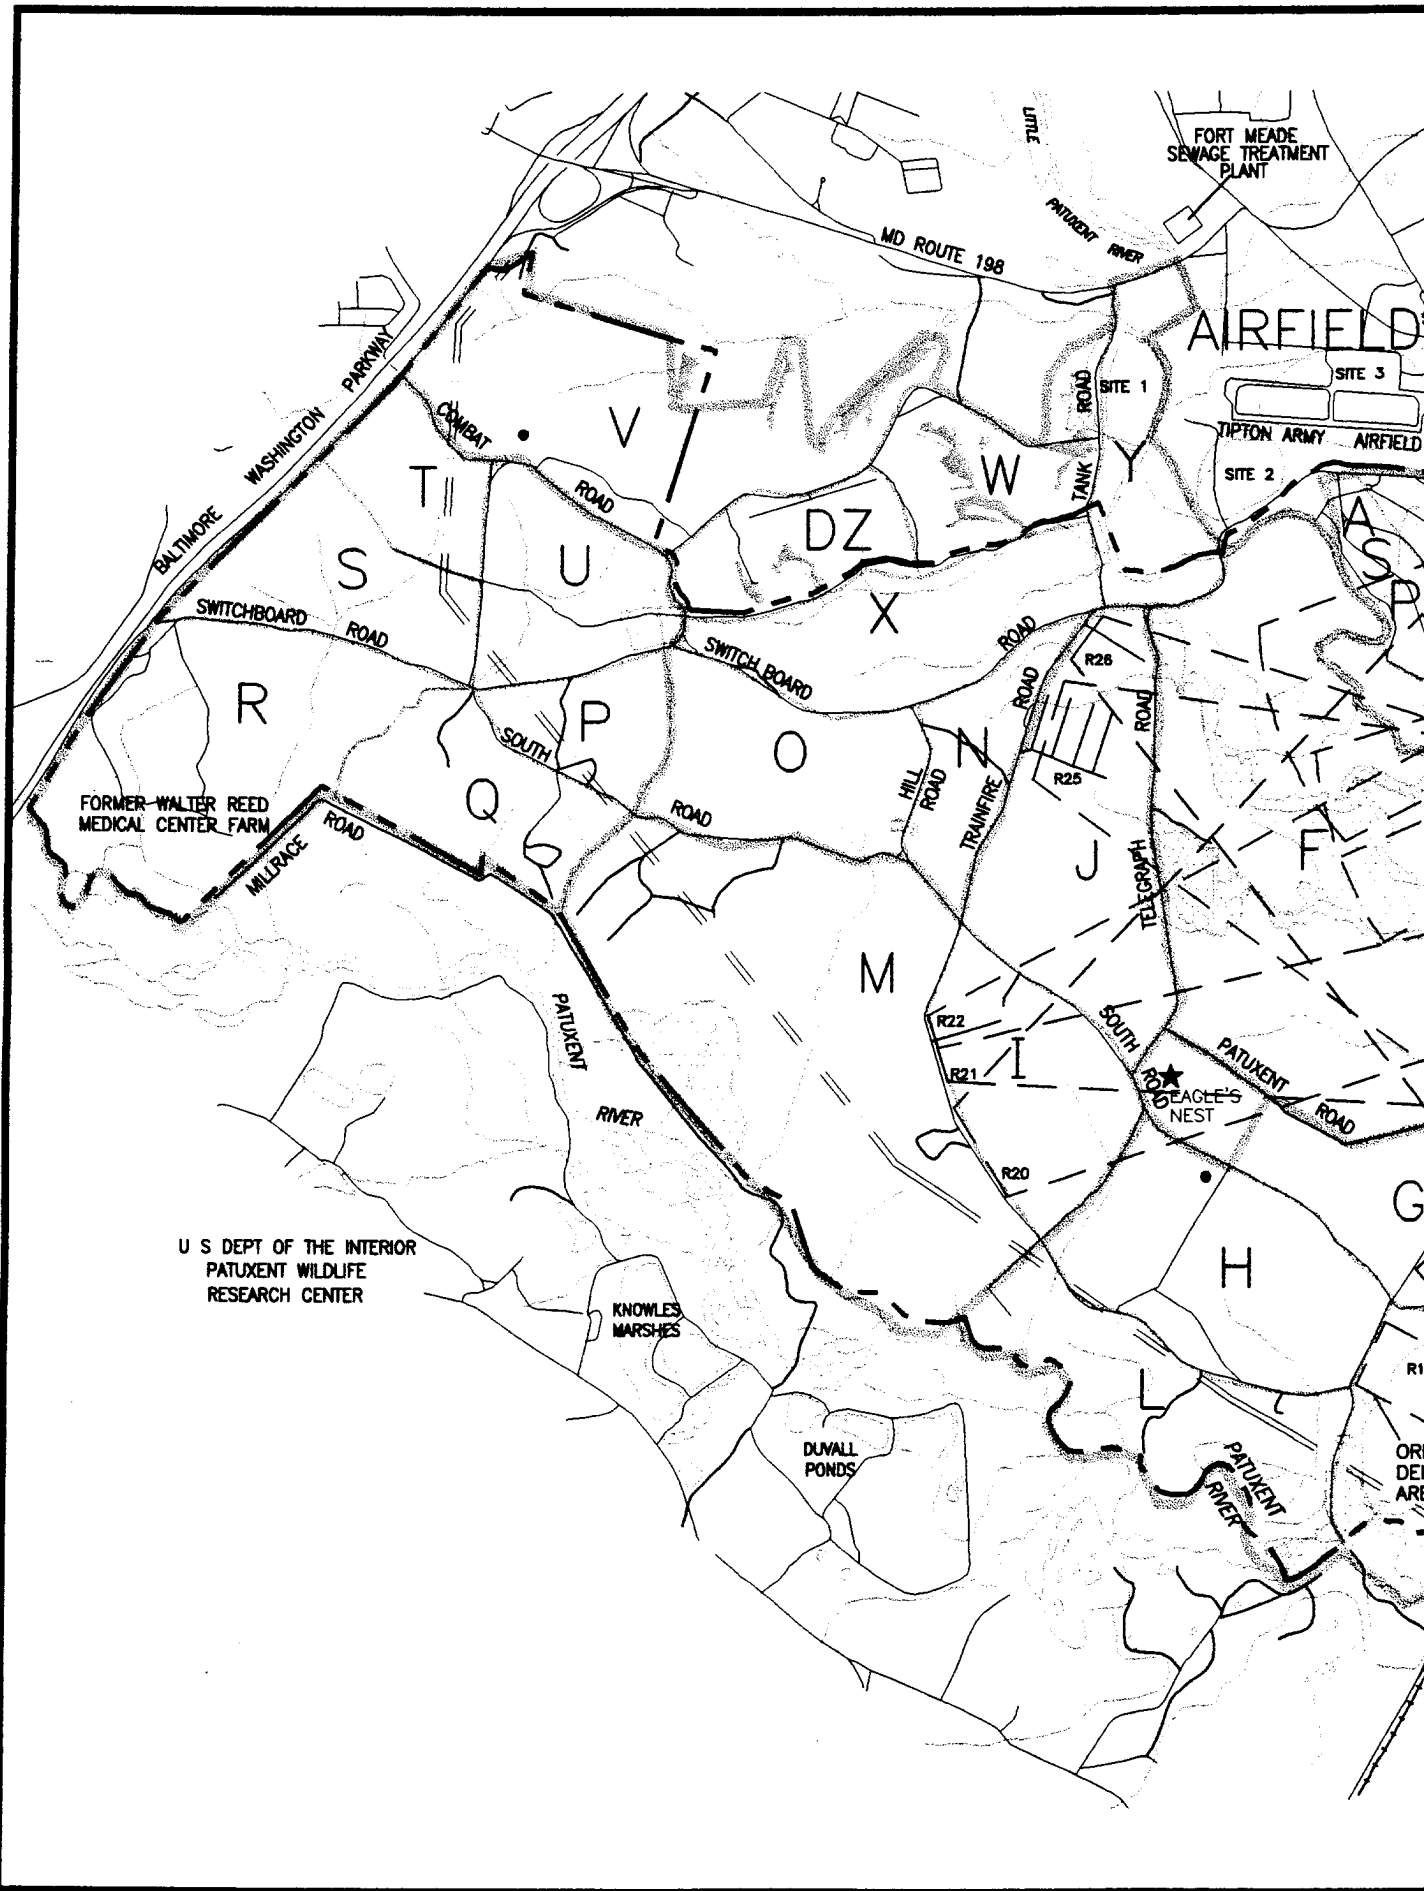 LITTLE
PATUXENT RIVER
FORT MEADE
SEWAGE TREATMENT
PLANT
MD ROUTE 198
AIRFIELD
SITE 3
SITE 1
TIPTON ARMY AIRFIELD
SITE 2
BALTIMORE WASHINGTON PARKWAY
COMBAT ROAD
TANK ROAD
V
T
W
Y
DZ
A
S
P
S
U
X
SWITCHBOARD ROAD
SWITCH BOARD ROAD
R26
ROAD
R
P
O
N
SOUTH ROAD
HILL
ROAD
TRAINFIRE ROAD
R25
TELEGRAPH
Q
J
F
FORMER WALTER REED
MEDICAL CENTER FARM
MILLRACE ROAD
M
I
R22
R21
R20
SOUTH
ROAD
PATUXENT ROAD
EAGLE'S
NEST
PATUXENT
RIVER
G
H
U S DEPT OF THE INTERIOR
PATUXENT WILDLIFE
RESEARCH CENTER
KNOWLES
MARSHES
L
DUVALL
PONDS
PATUXENT
RIVER
R1
OR
DE
AR